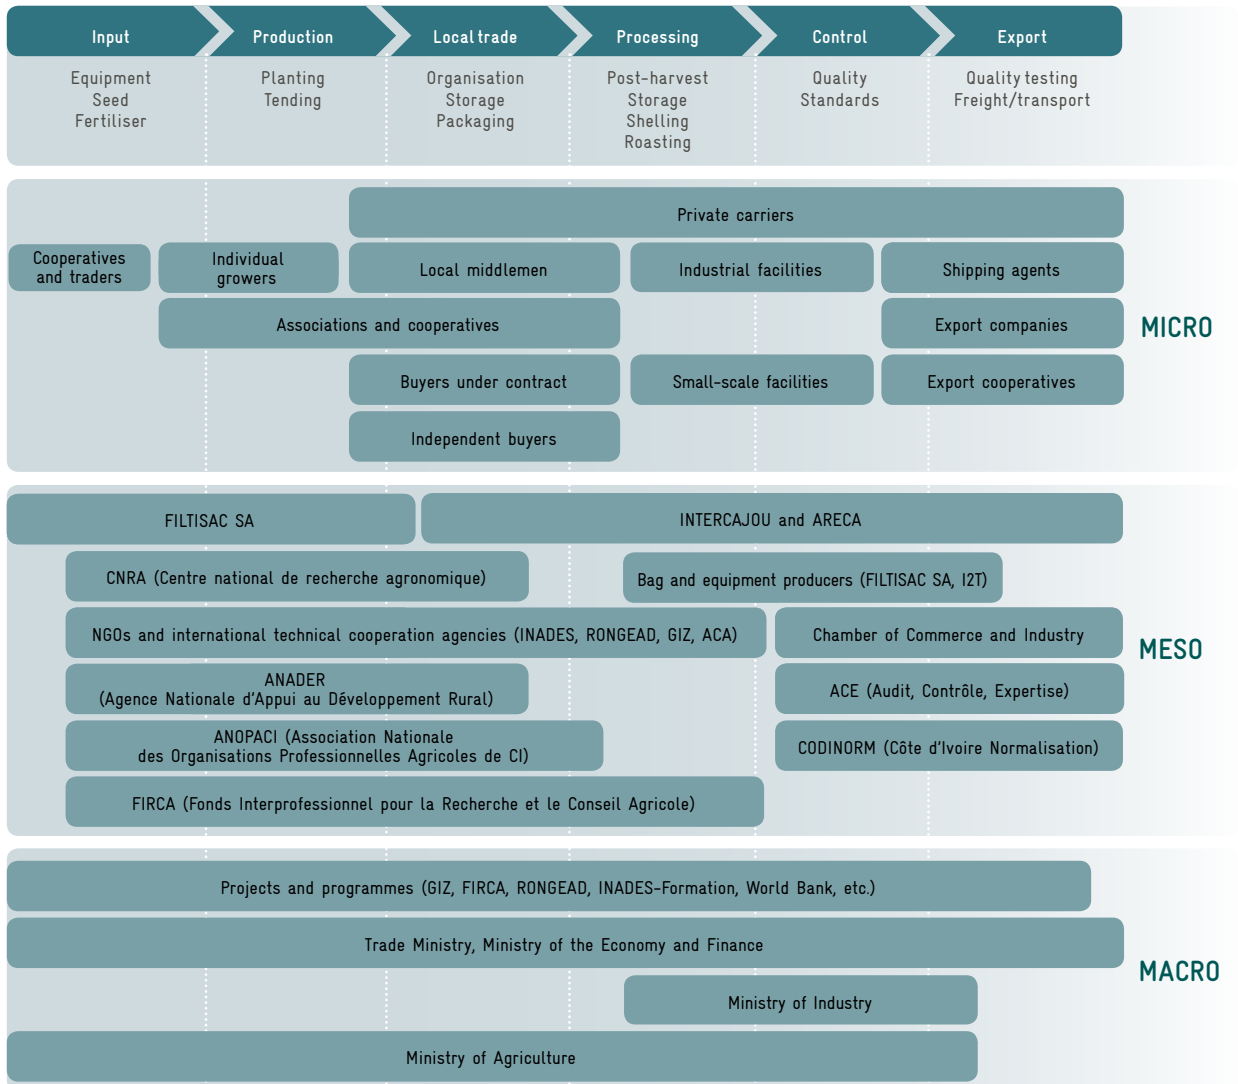 Input
Production
Local trade
Processing
Control
Export
Equipment
Seed
Fertiliser
Planting
Tending
Organisation
Storage
Packaging
Post-harvest
Storage
Shelling
Roasting
Quality
Standards
Quality testing
Freight/transport
Private carriers
Cooperatives
and traders
Individual
growers
Local middlemen
Industrial facilities
Shipping agents
Associations and cooperatives
Export companies
MICRO
Buyers under contract
Small-scale facilities
Export cooperatives
Independent buyers
FILTISAC SA
INTERCAJOU and ARECA
CNRA (Centre national de recherche agronomique)
Bag and equipment producers (FILTISAC SA, I2T)
NGOs and international technical cooperation agencies (INADES, RONGEAD, GIZ, ACA)
Chamber of Commerce and Industry
MESO
ANADER
(Agence Nationale d'Appui au Développement Rural)
ACE (Audit, Contrôle, Expertise)
ANOPACI (Association Nationale
des Organisations Professionnelles Agricoles de CI)
CODINORM (Côte d'Ivoire Normalisation)
FIRCA (Fonds Interprofessionnel pour la Recherche et le Conseil Agricole)
Projects and programmes (GIZ, FIRCA, RONGEAD, INADES-Formation, World Bank, etc.)
Trade Ministry, Ministry of the Economy and Finance
MACRO
Ministry of Industry
Ministry of Agriculture